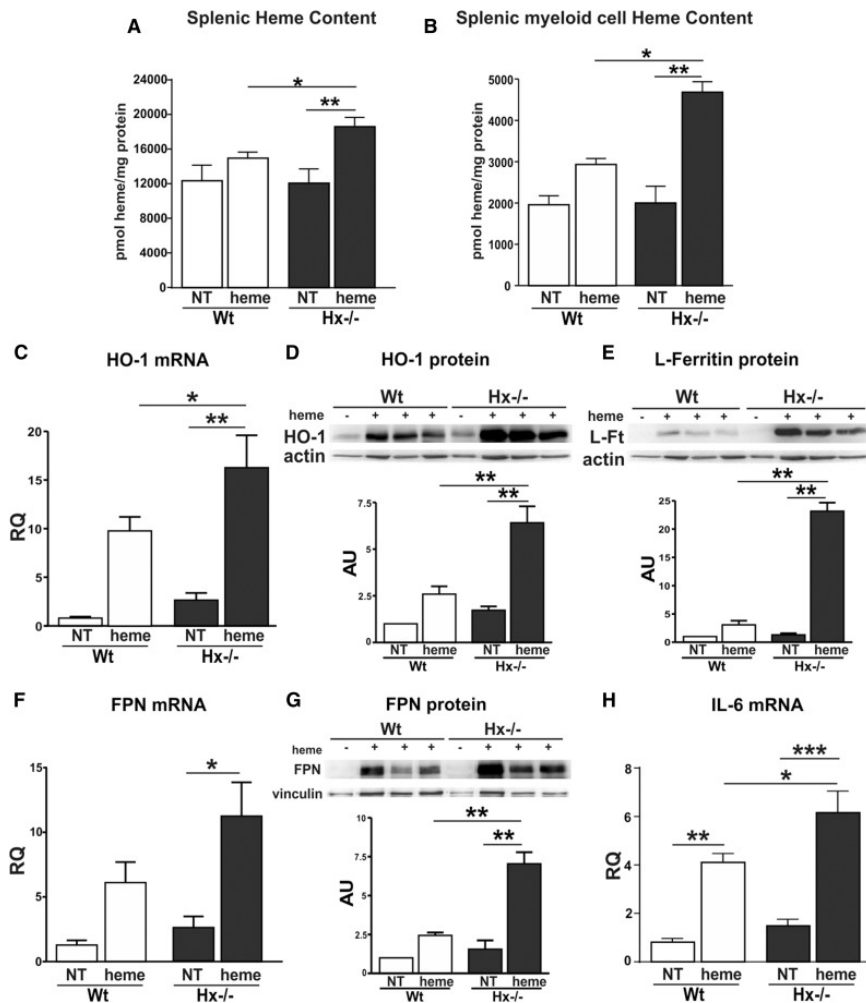 A Splenic Heme Content
pmol heme/mg protein
24000
20000
16000
12000
8000
4000
0
*
**
NT heme NT heme
Wt Hx-/-
B Splenic myeloid cell Heme Content
pmol heme/mg protein
5000
4000
3000
2000
1000
0
*
**
NT heme NT heme
Wt Hx-/-
C HO-1 mRNA
RQ
20
15
10
5
0
*
**
NT heme NT heme
Wt Hx-/-
D HO-1 protein
Wt Hx-/-
heme - + + + - + + +
HO-1
actin
AU
7.5
5
2.5
0
**
**
NT heme NT heme
Wt Hx-/-
E L-Ferritin protein
Wt Hx-/-
heme - + + + - + + +
L-Ft
actin
AU
25
20
15
10
5
0
**
**
NT heme NT heme
Wt Hx-/-
F FPN mRNA
RQ
15
10
5
0
*
NT heme NT heme
Wt Hx-/-
G FPN protein
Wt Hx-/-
heme - + + + - + + +
FPN
vinculin
AU
10
7.5
5
2.5
0
**
**
NT heme NT heme
Wt Hx-/-
H IL-6 mRNA
RQ
8
6
4
2
0
***
*
**
NT heme NT heme
Wt Hx-/-